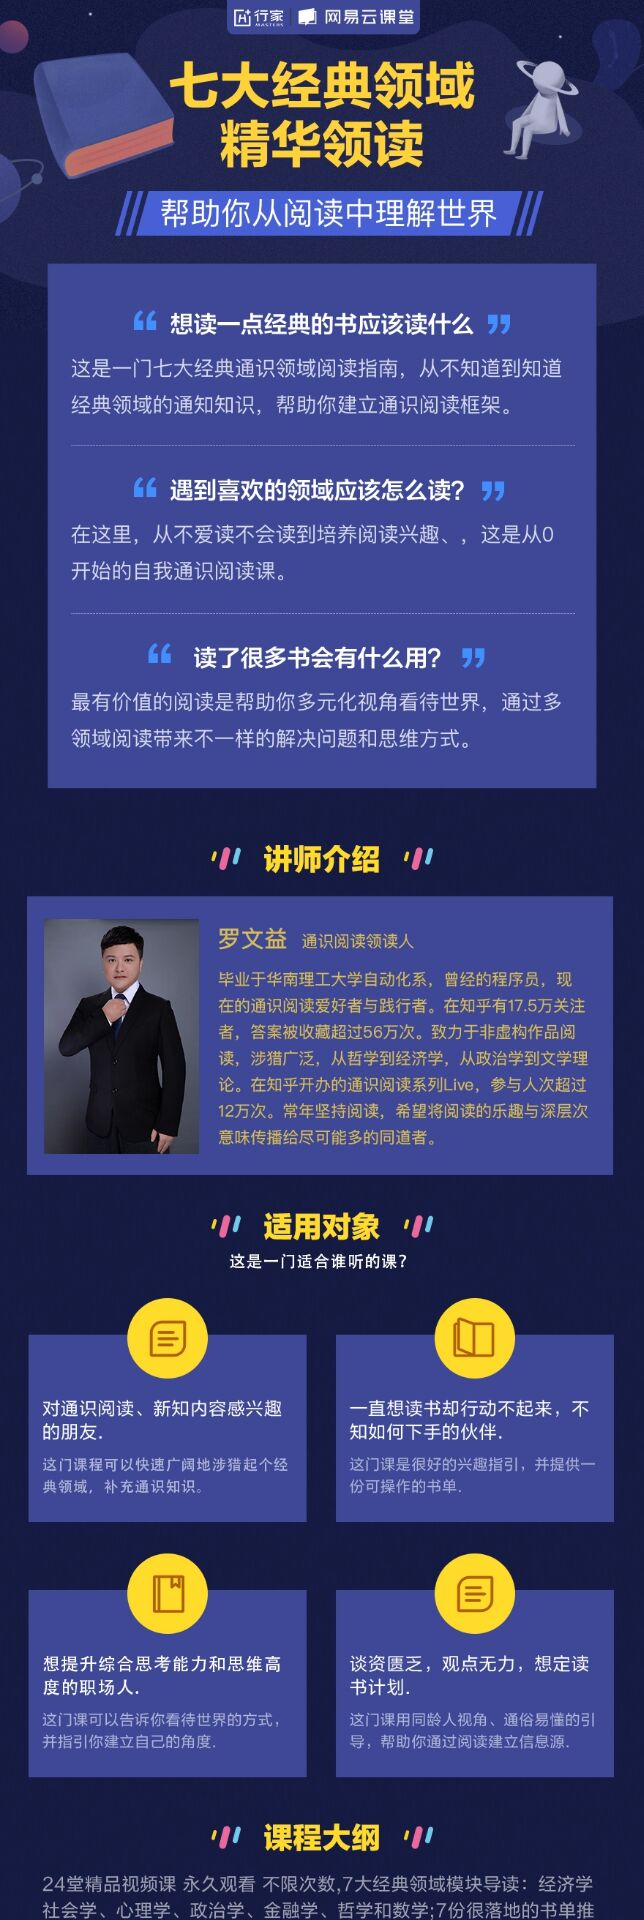 行家 MASTERS 网易云课堂
七大经典领域
精华领读
帮助你从阅读中理解世界
“ 想读一点经典的书应该读什么 ”
这是一门七大经典通识领域阅读指南，从不知道到知道
经典领域的通知知识，帮助你建立通识阅读框架。
“ 遇到喜欢的领域应该怎么读? ”
在这里，从不爱读不会读到培养阅读兴趣、，这是从0
开始的自我通识阅读课。
“ 读了很多书会有什么用? ”
最有价值的阅读是帮助你多元化视角看待世界，通过多
领域阅读带来不一样的解决问题和思维方式。
讲师介绍
罗文益 通识阅读领读人
毕业于华南理工大学自动化系，曾经的程序员，现
在的通识阅读爱好者与践行者。在知乎有17.5万关注
者，答案被收藏超过56万次。致力于非虚构作品阅
读，涉猎广泛，从哲学到经济学，从政治学到文学理
论。在知乎开办的通识阅读系列Live，参与人次超过
12万次。常年坚持阅读，希望将阅读的乐趣与深层次
意味传播给尽可能多的同道者。
适用对象
这是一门适合谁听的课?
对通识阅读、新知内容感兴趣
的朋友.
这门课程可以快速广阔地涉猎起个经
典领域，补充通识知识。
一直想读书却行动不起来，不
知如何下手的伙伴.
这门课是很好的兴趣指引，并提供一
份可操作的书单.
想提升综合思考能力和思维高
度的职场人.
这门课可以告诉你看待世界的方式，
并指引你建立自己的角度.
谈资匮乏，观点无力，想定读
书计划.
这门课用同龄人视角、通俗易懂的引
导，帮助你通过阅读建立信息源.
课程大纲
24堂精品视频课 永久观看 不限次数,7大经典领域模块导读：经济学
社会学、心理学、政治学、金融学、哲学和数学;7份很落地的书单推